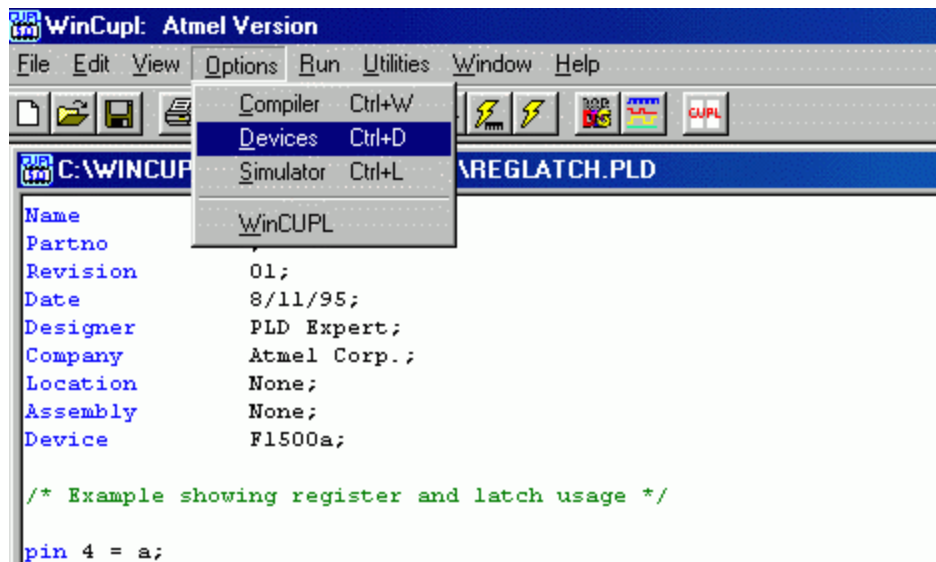 WinCupl: Atmel Version
File Edit View Options Run Utilities Window Help
CUPL
Compiler Ctrl+W
Devices Ctrl+D
Simulator Ctrl+L
WinCUPL
C:\WINCUP \REGLATCH.PLD
Name
Partno ;
Revision 01;
Date 8/11/95;
Designer PLD Expert;
Company Atmel Corp.;
Location None;
Assembly None;
Device F1500a;
/* Example showing register and latch usage */
pin 4 = a;